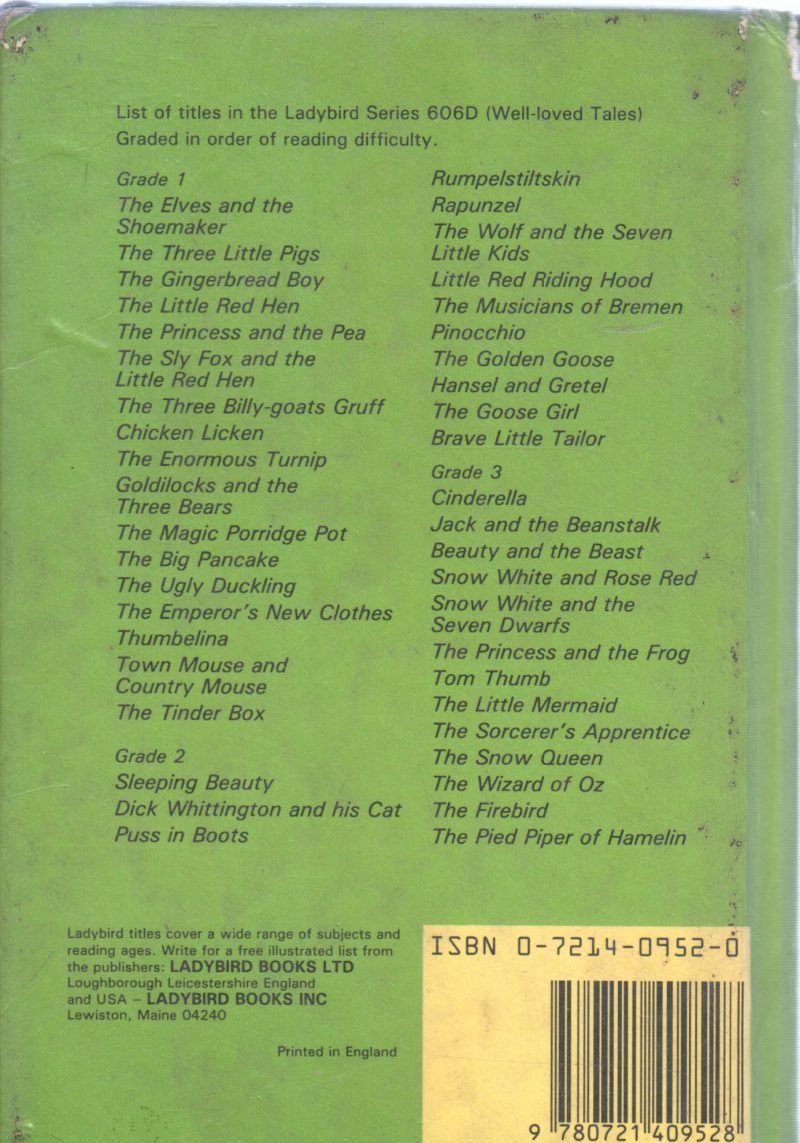 List of titles in the Ladybird Series 606D (Well-loved Tales)
Graded in order of reading difficulty.
Grade 1
The Elves and the
Shoemaker
The Three Little Pigs
The Gingerbread Boy
The Little Red Hen
The Princess and the Pea
The Sly Fox and the
Little Red Hen
The Three Billy-goats Gruff
Chicken Licken
The Enormous Turnip
Goldilocks and the
Three Bears
The Magic Porridge Pot
The Big Pancake
The Ugly Duckling
The Emperor's New Clothes
Thumbelina
Town Mouse and
Country Mouse
The Tinder Box
Grade 2
Sleeping Beauty
Dick Whittington and his Cat
Puss in Boots
Rumpelstiltskin
Rapunzel
The Wolf and the Seven
Little Kids
Little Red Riding Hood
The Musicians of Bremen
Pinocchio
The Golden Goose
Hansel and Gretel
The Goose Girl
Brave Little Tailor
Grade 3
Cinderella
Jack and the Beanstalk
Beauty and the Beast
Snow White and Rose Red
Snow White and the
Seven Dwarfs
The Princess and the Frog
Tom Thumb
The Little Mermaid
The Sorcerer's Apprentice
The Snow Queen
The Wizard of Oz
The Firebird
The Pied Piper of Hamelin
Ladybird titles cover a wide range of subjects and
reading ages. Write for a free illustrated list from
the publishers: LADYBIRD BOOKS LTD
Loughborough Leicestershire England
and USA – LADYBIRD BOOKS INC
Lewiston, Maine 04240
Printed in England
ISBN 0-7214-0952-0
9 780721 409528